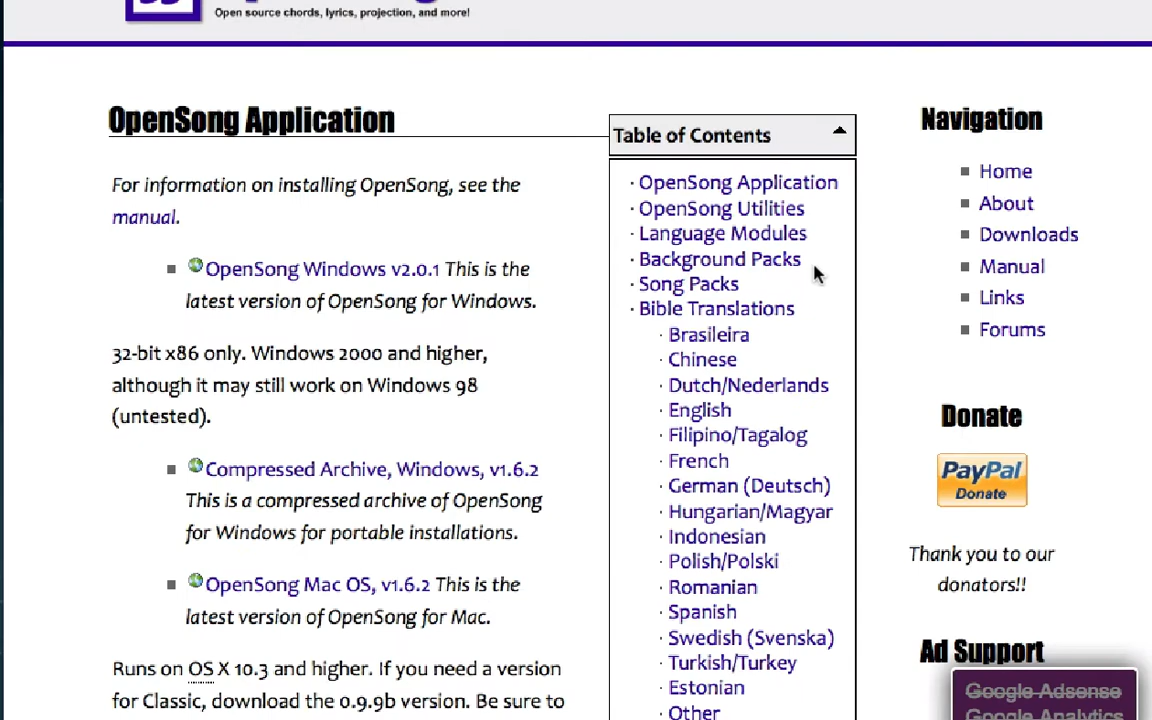 Open source chords, lyrics, projection, and more!
OpenSong Application
For information on installing OpenSong, see the
manual.
OpenSong Windows v2.0.1 This is the
latest version of OpenSong for Windows.
32-bit x86 only. Windows 2000 and higher,
although it may still work on Windows 98
(untested).
Compressed Archive, Windows, v1.6.2
This is a compressed archive of OpenSong
for Windows for portable installations.
OpenSong Mac OS, v1.6.2 This is the
latest version of OpenSong for Mac.
Runs on OS X 10.3 and higher. If you need a version
for Classic, download the 0.9.9b version. Be sure to
Table of Contents
· OpenSong Application
· OpenSong Utilities
· Language Modules
· Background Packs
· Song Packs
· Bible Translations
· Brasileira
· Chinese
· Dutch/Nederlands
· English
· Filipino/Tagalog
· French
· German (Deutsch)
· Hungarian/Magyar
· Indonesian
· Polish/Polski
· Romanian
· Spanish
· Swedish (Svenska)
· Turkish/Turkey
· Estonian
· Other
Navigation
Home
About
Downloads
Manual
Links
Forums
Donate
PayPal
Donate
Thank you to our
donators!!
Ad Support
Google Adsense
Google Analytics